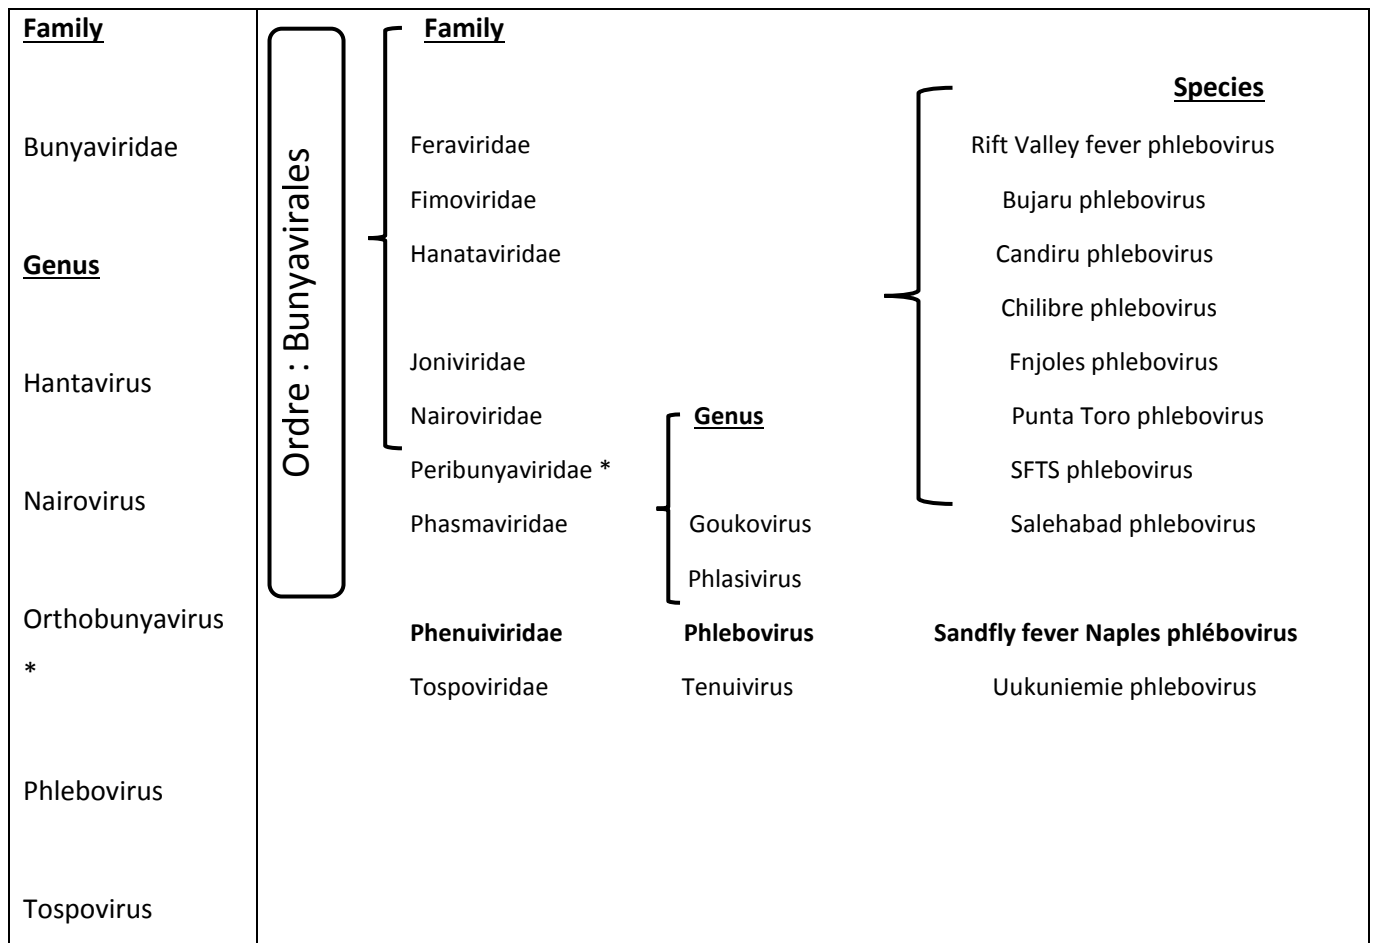 Family
Bunyaviridae
Genus
Hantavirus
Nairovirus
Orthobunyavirus
*
Phlebovirus
Tospovirus
Ordre : Bunyavirales
Family
Feraviridae
Fimoviridae
Hanataviridae
Joniviridae
Nairoviridae
Peribunyaviridae *
Phasmaviridae
Phenuiviridae
Tospoviridae
Genus
Goukovirus
Phlasivirus
Phlebovirus
Tenuivirus
Species
Rift Valley fever phlebovirus
Bujaru phlebovirus
Candiru phlebovirus
Chilibre phlebovirus
Fnjoles phlebovirus
Punta Toro phlebovirus
SFTS phlebovirus
Salehabad phlebovirus
Sandfly fever Naples phlébovirus
Uukuniemie phlebovirus